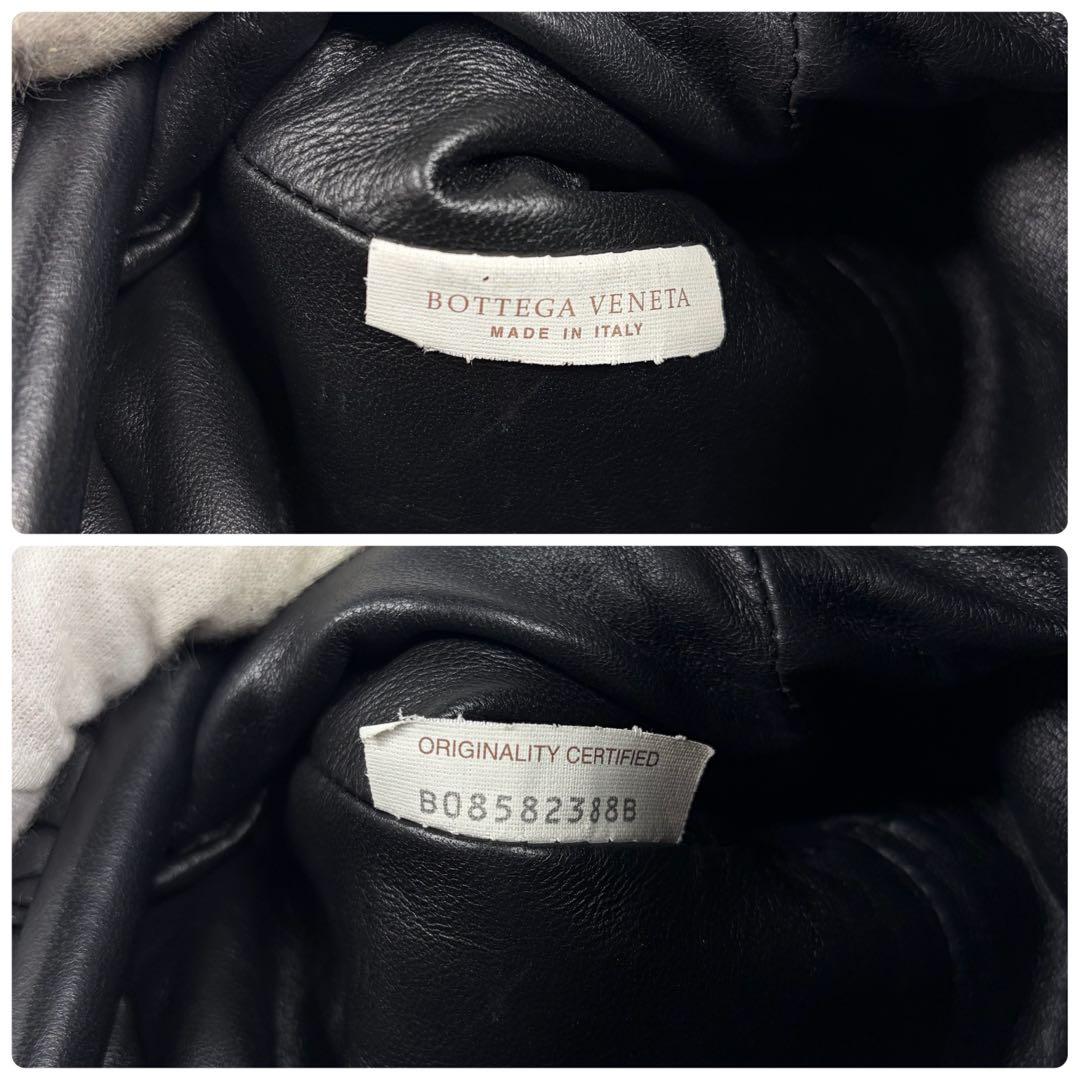 BOTTEGA VENETA
MADE IN ITALY
ORIGINALITY CERTIFIED
B08582388B